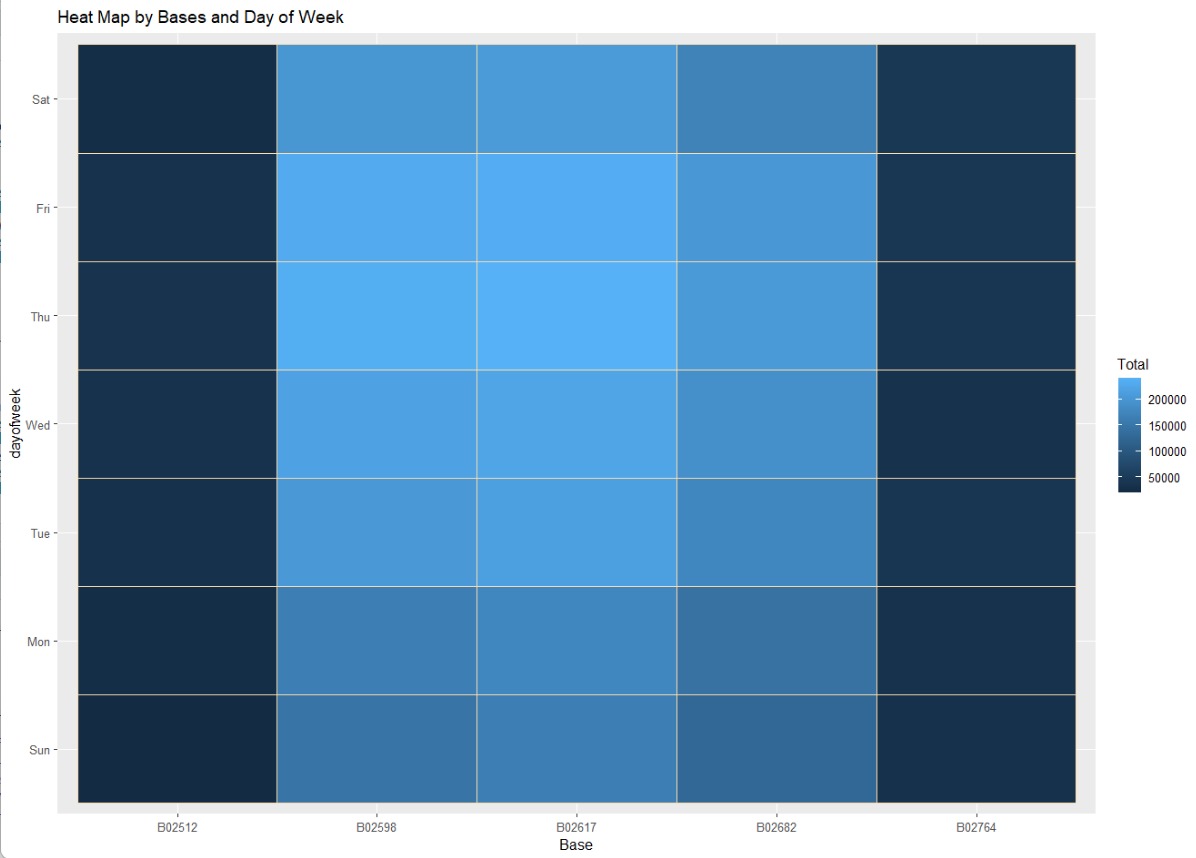 Heat Map by Bases and Day of Week
Sat
Fri
Thu
Wed
Tue
Mon
Sun
dayofweek
B02512 B02598 B02617 B02682 B02764
Base
Total
200000
150000
100000
50000